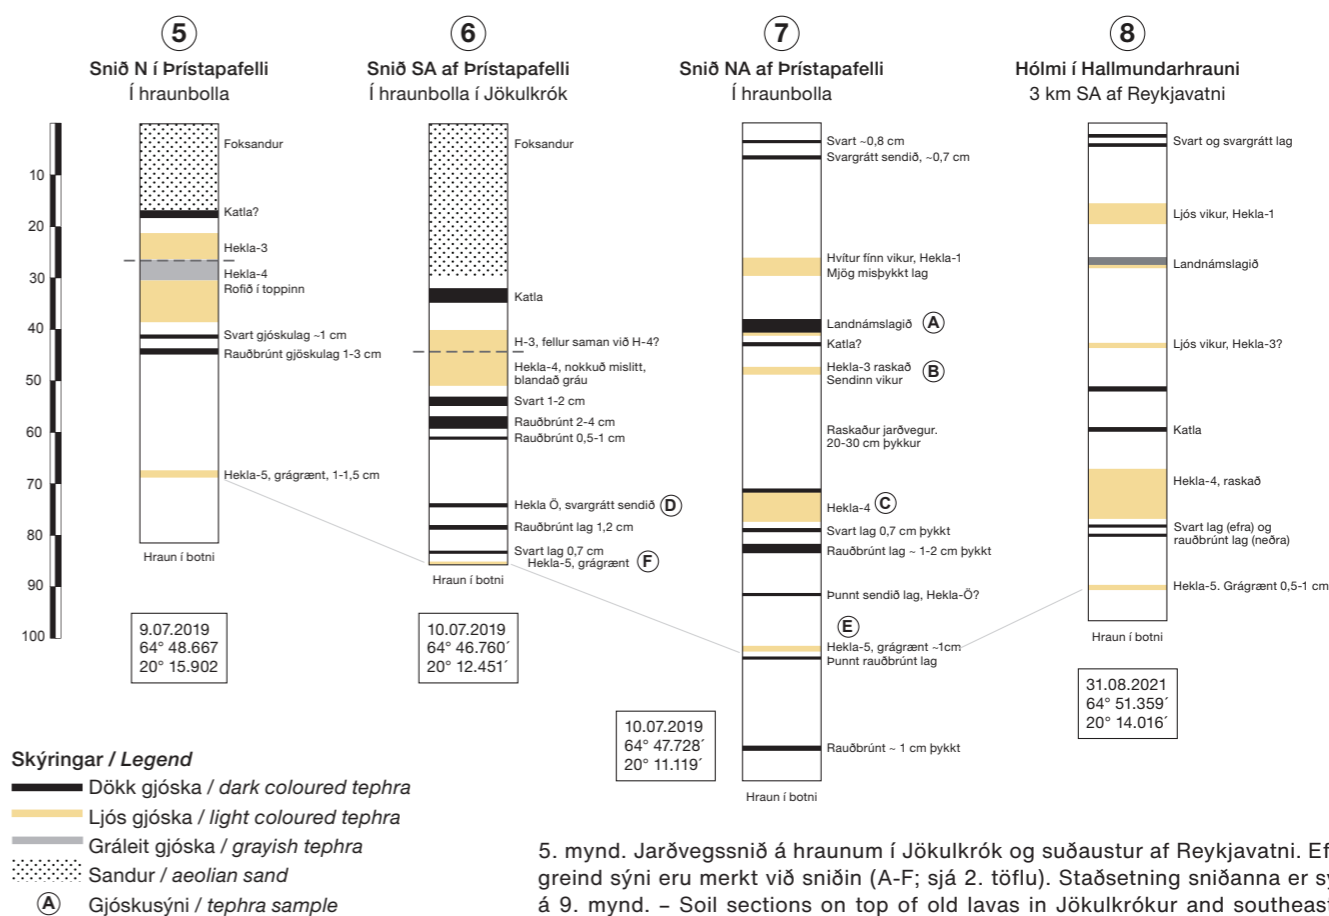 5
Snið N í Þrístapafelli
Í hraunbolla
Foksandur
Katla?
Hekla-3
Hekla-4
Rofið í toppinn
Svart gjóskulag ~1 cm
Rauðbrúnt gjöskulag 1-3 cm
Hekla-5, grágrænt, 1-1,5 cm
Hraun í botni
9.07.2019
64° 48.667
20° 15.902
10
20
30
40
50
60
70
80
90
100
6
Snið SA af Þrístapafelli
Í hraunbolla í Jökulkrók
Foksandur
Katla
H-3, fellur saman við H-4?
Hekla-4, nokkuð mislitt,
blandað gráu
Svart 1-2 cm
Rauðbrúnt 2-4 cm
Rauðbrúnt 0,5-1 cm
Hekla Ö, svargrátt sendið D
Rauðbrúnt lag 1,2 cm
Svart lag 0,7 cm
Hekla-5, grágrænt F
Hraun í botni
10.07.2019
64° 46.760´
20° 12.451´
7
Snið NA af Þrístapafelli
Í hraunbolla
Svart ~0,8 cm
Svargrátt sendið, ~0,7 cm
Hvítur fínn vikur, Hekla-1
Mjög misþykkt lag
Landnámslagið A
Katla?
Hekla-3 raskað B
Sendinn vikur
Raskaður jarðvegur.
20-30 cm þykkur
Hekla-4 C
Svart lag 0,7 cm þykkt
Rauðbrúnt lag ~ 1-2 cm þykkt
Þunnt sendið lag, Hekla-Ö?
E
Hekla-5, grágrænt ~1cm
Þunnt rauðbrúnt lag
Rauðbrúnt ~ 1 cm þykkt
Hraun í botni
10.07.2019
64° 47.728´
20° 11.119´
8
Hólmi í Hallmundarhrauni
3 km SA af Reykjavatni
Svart og svargrátt lag
Ljós vikur, Hekla-1
Landnámslagið
Ljós vikur, Hekla-3?
Katla
Hekla-4, raskað
Svart lag (efra) og
rauðbrúnt lag (neðra)
Hekla-5. Grágrænt 0,5-1 cm
Hraun í botni
31.08.2021
64° 51.359´
20° 14.016´
Skýringar / Legend
Dökk gjóska / dark coloured tephra
Ljós gjóska / light coloured tephra
Gráleit gjóska / grayish tephra
Sandur / aeolian sand
A Gjóskusýni / tephra sample
5. mynd. Jarðvegssnið á hraunum í Jökulkrók og suðaustur af Reykjavatni. Ef
greind sýni eru merkt við sniðin (A-F; sjá 2. töflu). Staðsetning sniðanna er sý
á 9. mynd. – Soil sections on top of old lavas in Jökulkrókur and southeast